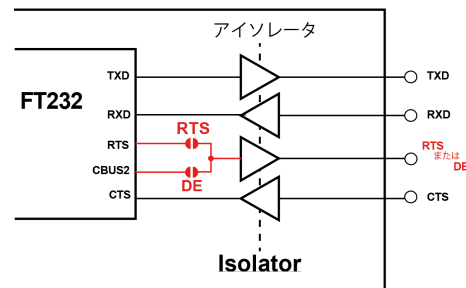 アイソレータ
FT232
TXD
RXD
RTS
CBUS2
CTS
RTS
DE
TXD
RXD
RTS
または
DE
CTS
Isolator